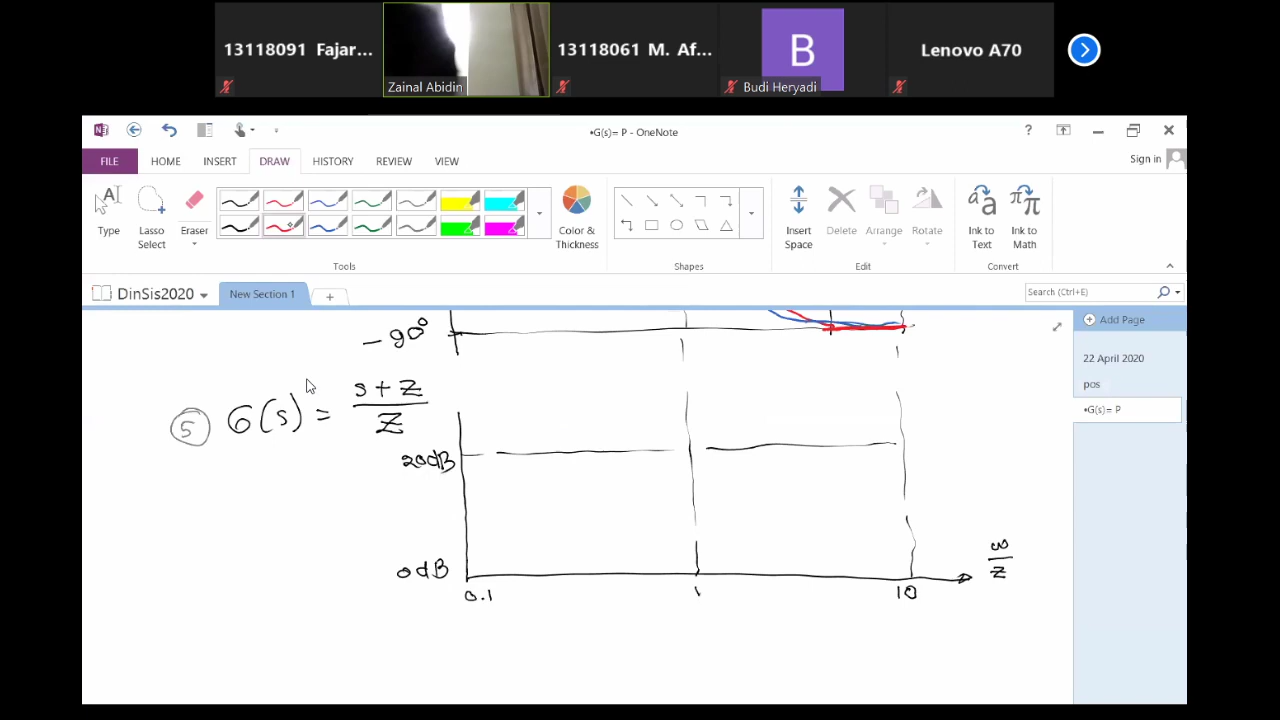 13118091 Fajar...
Zainal Abidin
13118061 M. Af...
B
Budi Heryadi
Lenovo A70
•G(s)= P - OneNote
?
FILE HOME INSERT DRAW HISTORY REVIEW VIEW
Sign in
Type
Lasso Select
Eraser
Color & Thickness
Insert Space
Delete
Arrange
Rotate
Ink to Text
Ink to Math
Tools
Shapes
Edit
Convert
DinSis2020
New Section 1
Search (Ctrl+E)
Add Page
22 April 2020
pos
•G(s)= P
- 90°
5 G(s) = s+z / z
20dB
0dB
0.1
1
10
ω / z